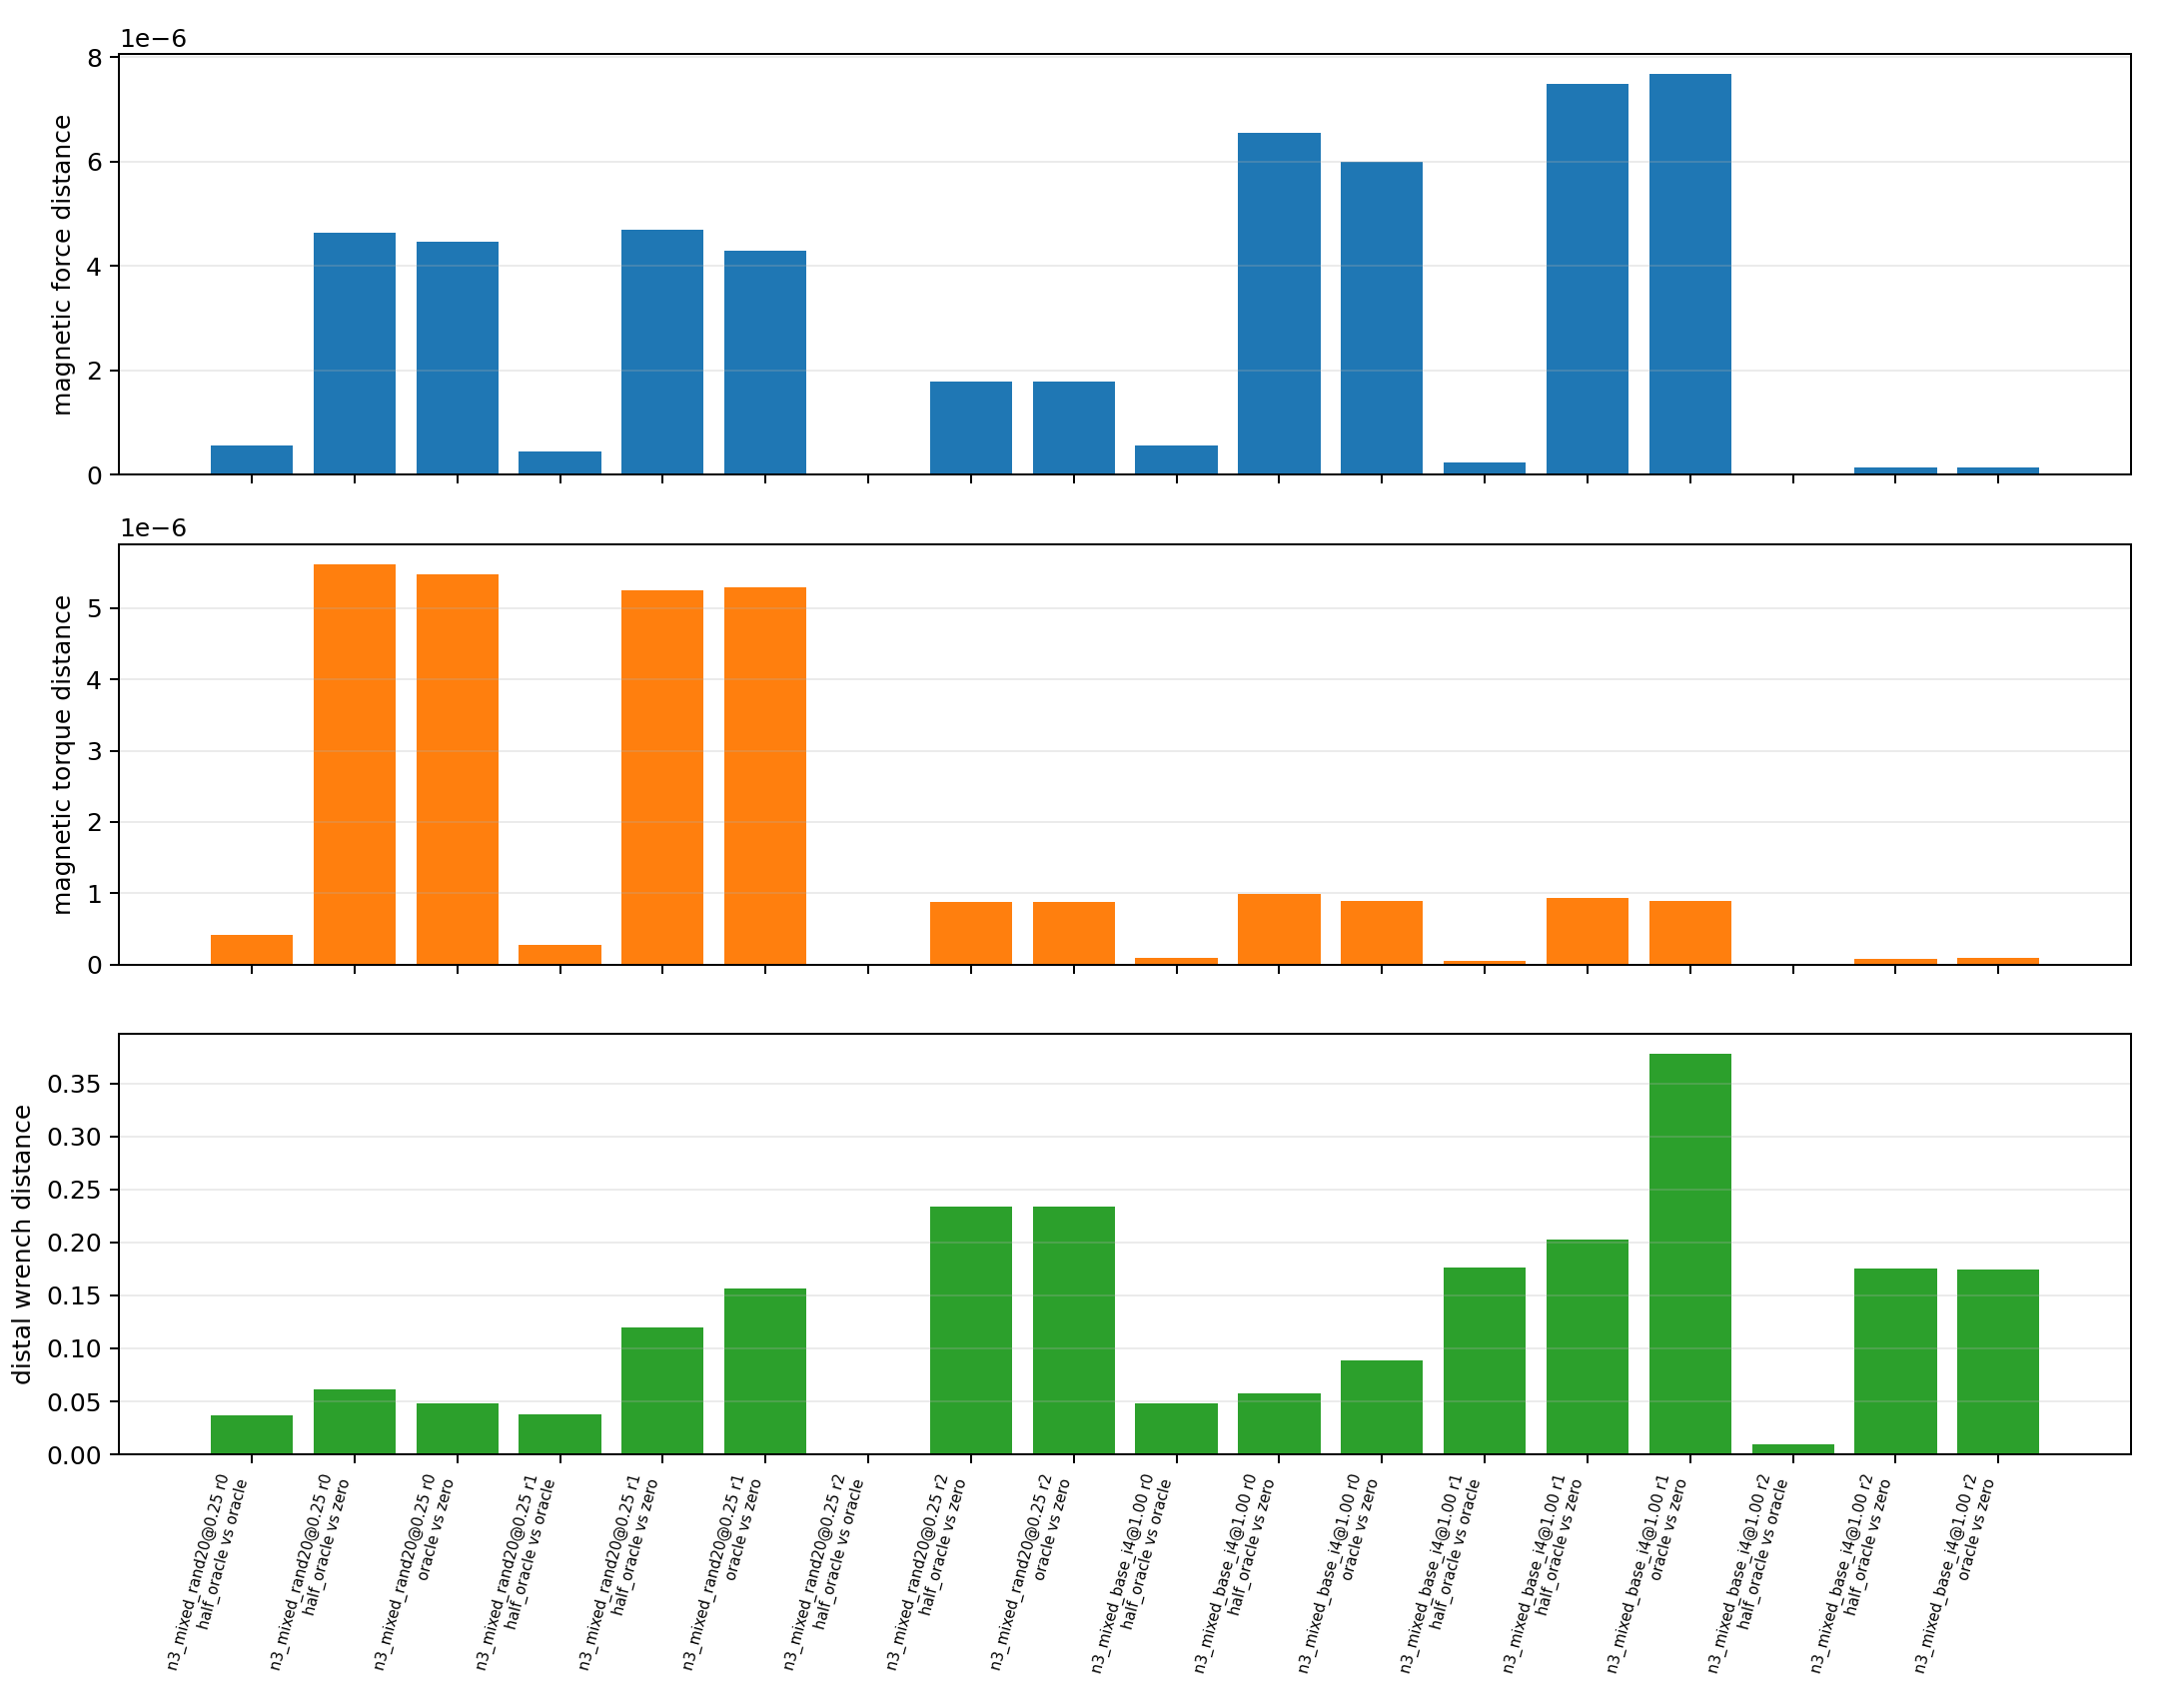 1e−6
8
6
4
2
0
magnetic force distance
1e−6
5
4
3
2
1
0
magnetic torque distance
0.35
0.30
0.25
0.20
0.15
0.10
0.05
0.00
distal wrench distance
n3_mixed_rand20@0.25 r0
half_oracle vs oracle
n3_mixed_rand20@0.25 r0
half_oracle vs zero
n3_mixed_rand20@0.25 r0
oracle vs zero
n3_mixed_rand20@0.25 r1
half_oracle vs oracle
n3_mixed_rand20@0.25 r1
half_oracle vs zero
n3_mixed_rand20@0.25 r1
oracle vs zero
n3_mixed_rand20@0.25 r2
half_oracle vs oracle
n3_mixed_rand20@0.25 r2
half_oracle vs zero
n3_mixed_rand20@0.25 r2
oracle vs zero
n3_mixed_base_i4@1.00 r0
half_oracle vs oracle
n3_mixed_base_i4@1.00 r0
half_oracle vs zero
n3_mixed_base_i4@1.00 r0
oracle vs zero
n3_mixed_base_i4@1.00 r1
half_oracle vs oracle
n3_mixed_base_i4@1.00 r1
half_oracle vs zero
n3_mixed_base_i4@1.00 r1
oracle vs zero
n3_mixed_base_i4@1.00 r2
half_oracle vs oracle
n3_mixed_base_i4@1.00 r2
half_oracle vs zero
n3_mixed_base_i4@1.00 r2
oracle vs zero